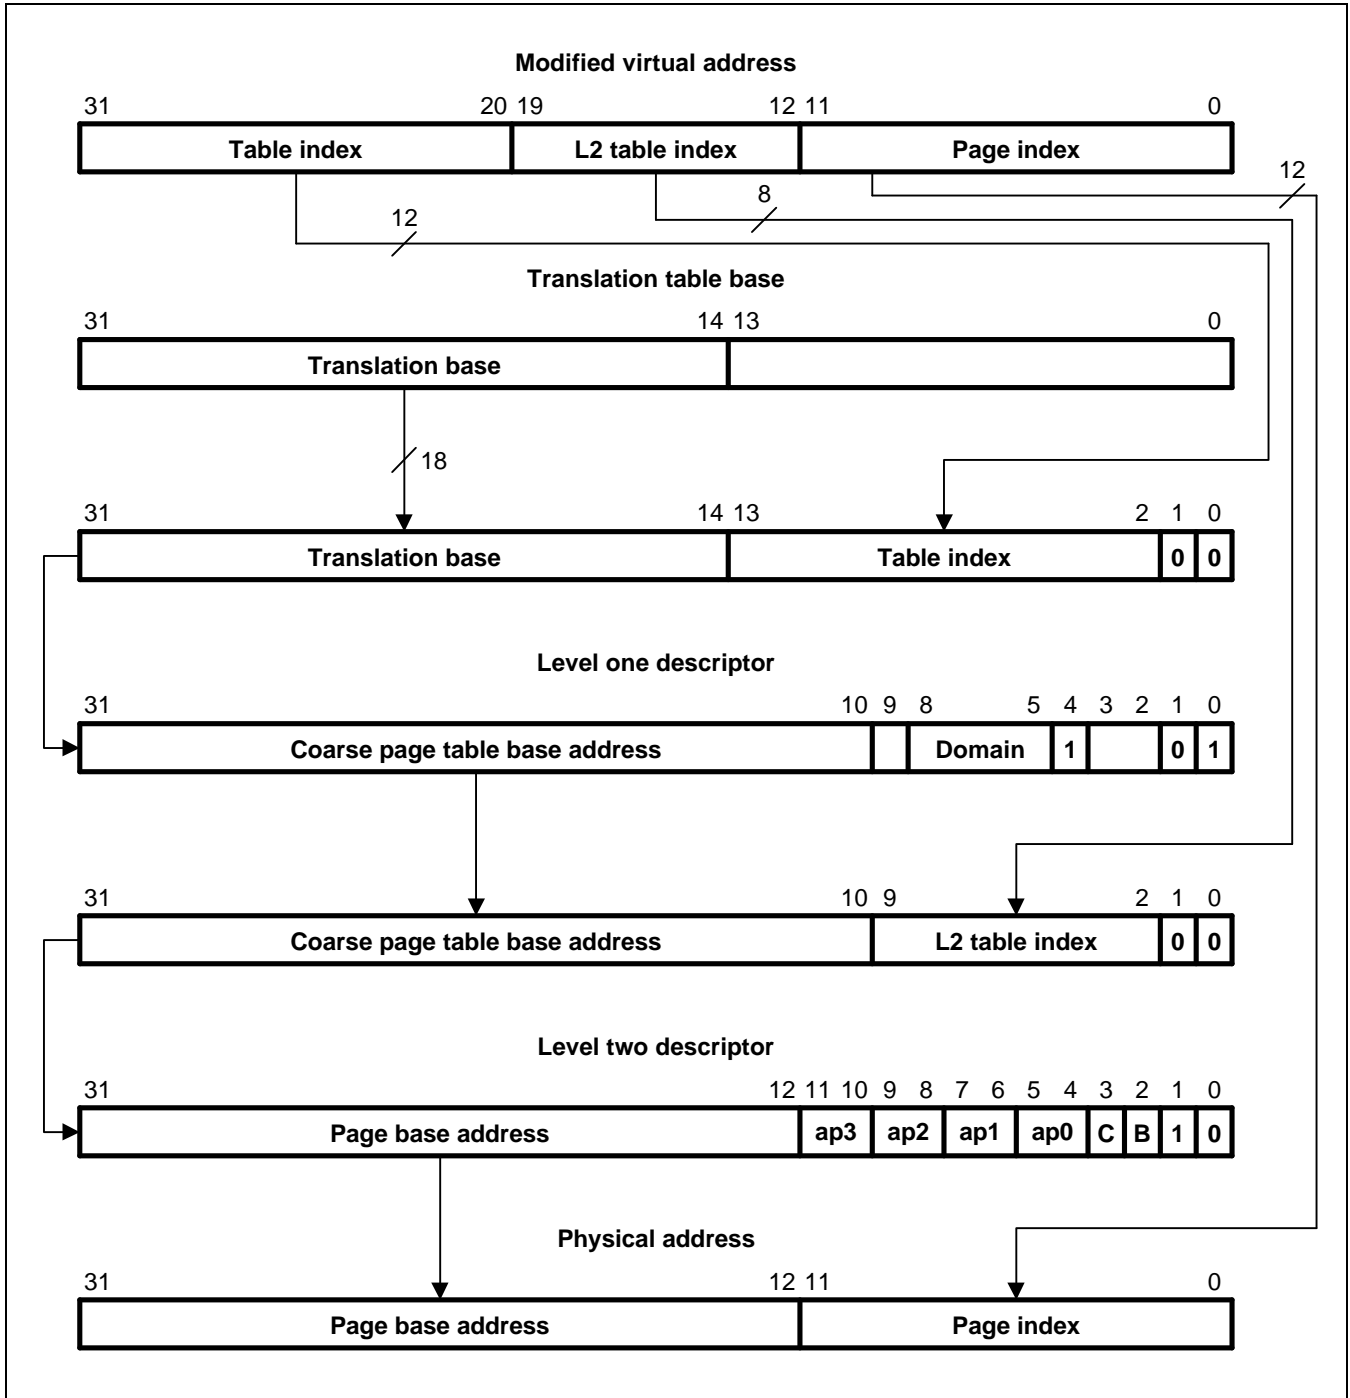 Modified virtual address
31 20 19 12 11 0
Table index L2 table index Page index
12
8
12
Translation table base
31 14 13 0
Translation base
18
31 14 13 2 1 0
Translation base Table index 0 0
Level one descriptor
31 10 9 8 5 4 3 2 1 0
Coarse page table base address Domain 1 0 1
31 10 9 2 1 0
Coarse page table base address L2 table index 0 0
Level two descriptor
31 12 11 10 9 8 7 6 5 4 3 2 1 0
Page base address ap3 ap2 ap1 ap0 C B 1 0
Physical address
31 12 11 0
Page base address Page index